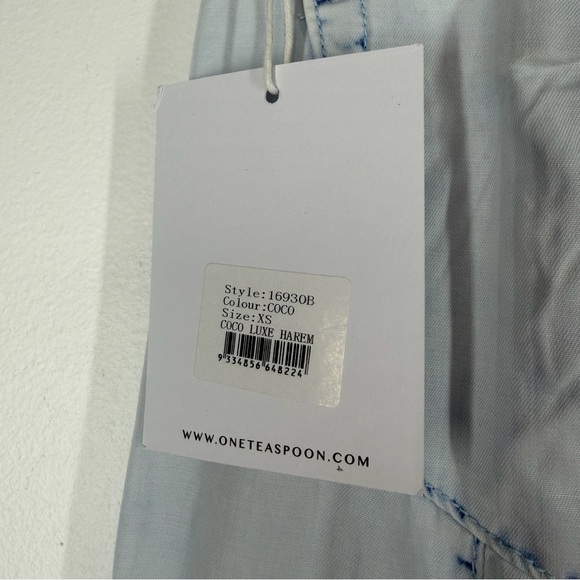 Style:16930B
Colour:COCO
Size:XS
COCO LUXE HAREM
9 334856 648224
WWW.ONETEASPOON.COM